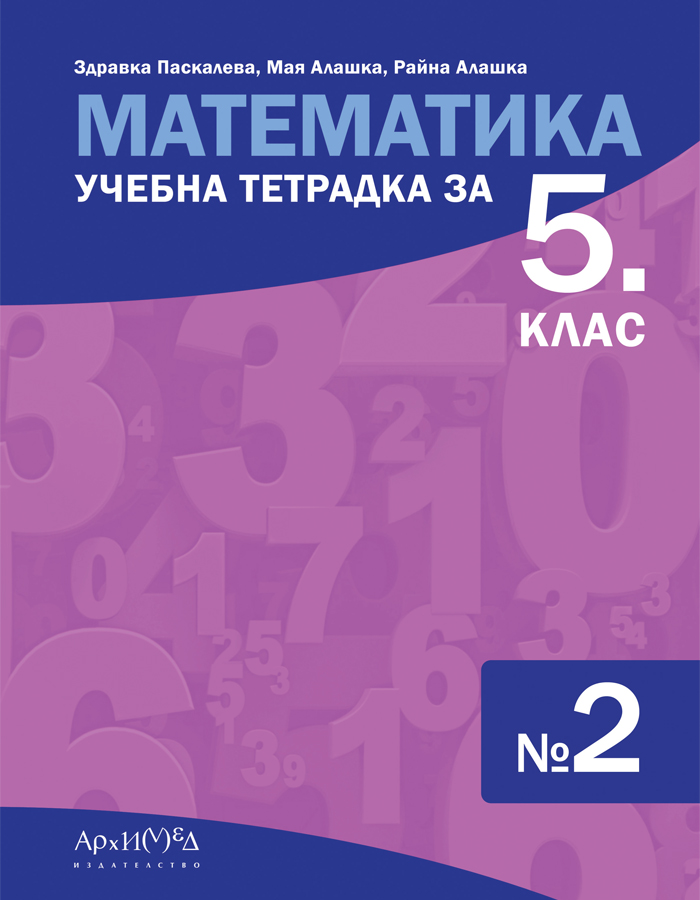 Здравка Паскалева, Мая Алашка, Райна Алашка
МАТЕМАТИКА
УЧЕБНА ТЕТРАДКА ЗА
5.
КЛАС
№2
АрхИмед
ИЗДАТЕЛСТВО